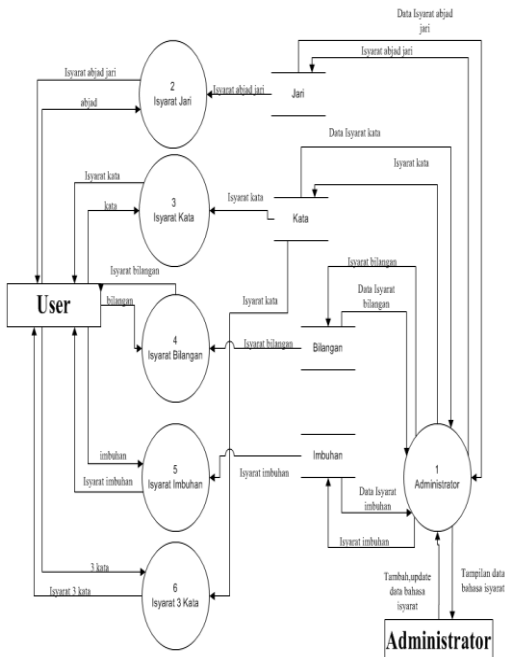 Data Isyarat abjad
jari
Isyarat abjad jari
Isyarat abjad jari
2
Isyarat Jari
Isyarat abjad jari
Jari
abjad
Data Isyarat kata
Isyarat kata
Isyarat kata
3
Isyarat Kata
Isyarat kata
kata
Kata
Isyarat bilangan
Isyarat bilangan
Data Isyarat
bilangan
Isyarat kata
User
bilangan
4
Isyarat Bilangan
Isyarat bilangan
Bilangan
imbuhan
Isyarat imbuhan
5
Isyarat Imbuhan
Isyarat imbuhan
Imbuhan
1
Administrator
Data Isyarat
imbuhan
Isyarat imbuhan
3 kata
Isyarat 3 kata
6
Isyarat 3 Kata
Tambah,update
data bahasa
isyarat
Tampilan data
bahasa isyarat
Administrator